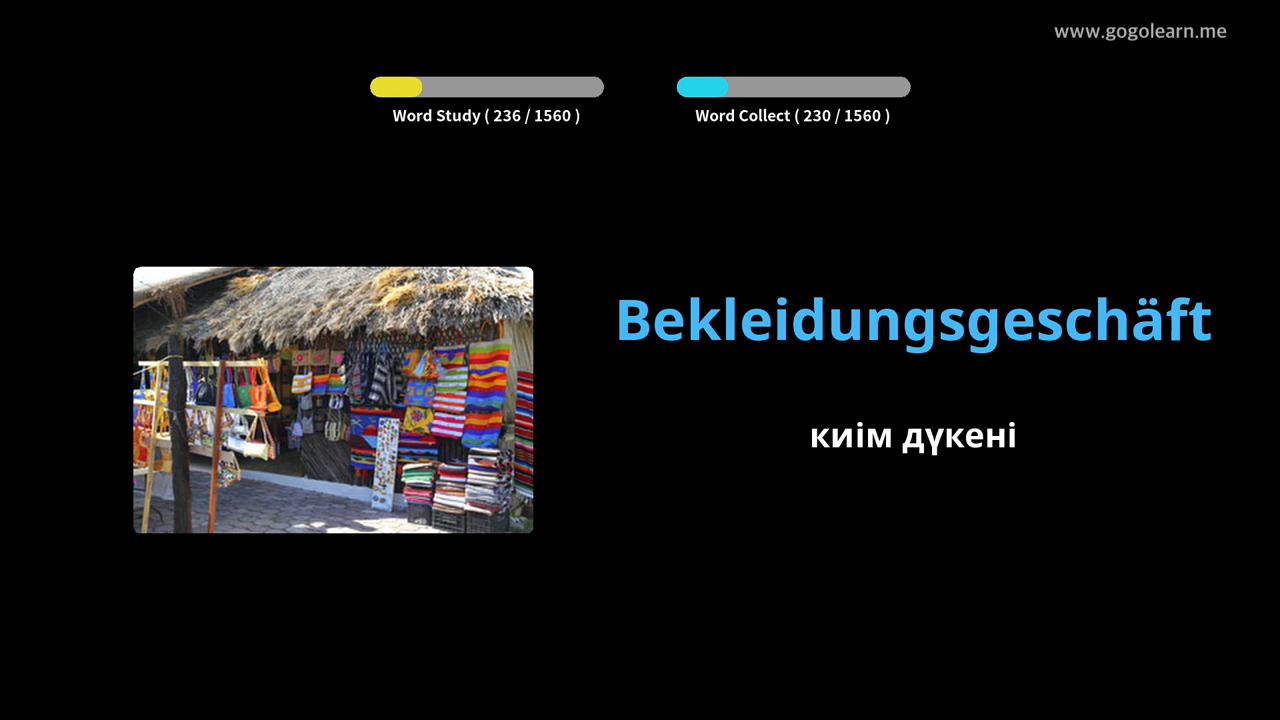 www.gogolearn.me
Word Study ( 236 / 1560 )
Word Collect ( 230 / 1560 )
Bekleidungsgeschäft
киім дүкені